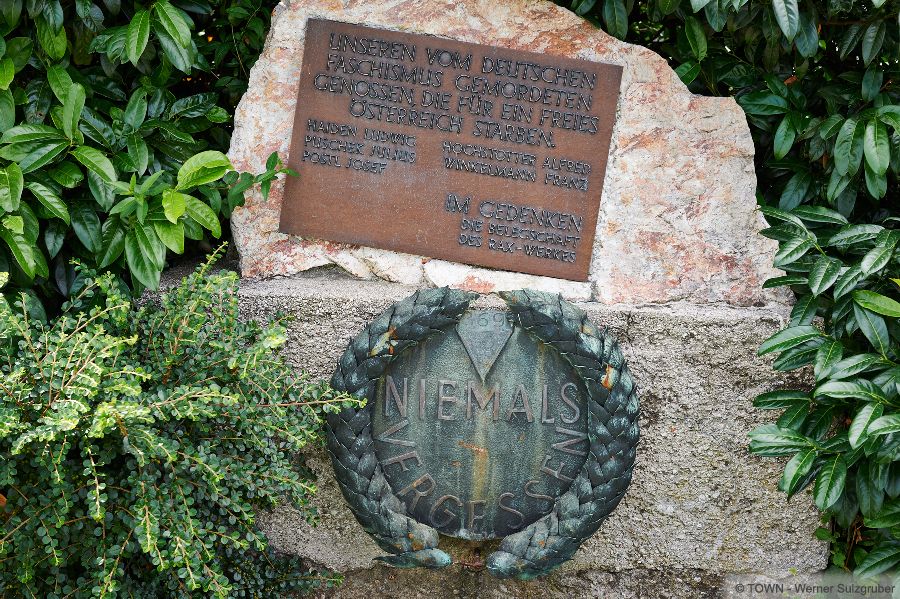 UNSEREN VOM DEUTSCHEN
FASCHISMUS GEMORDETEN
GENOSSEN, DIE FÜR EIN FREIES
ÖSTERREICH STARBEN.
HAIDEN LUDWIG
PUSCHEK JULIUS
POSTL JOSEF
HOCHSTÖTTER ALFRED
WINKELMANN FRANZ
IM GEDENKEN
DIE BELEGSCHAFT
DES RAX-WERKES
NIEMALS
VERGESSEN
© TOWN - Werner Sulzgruber